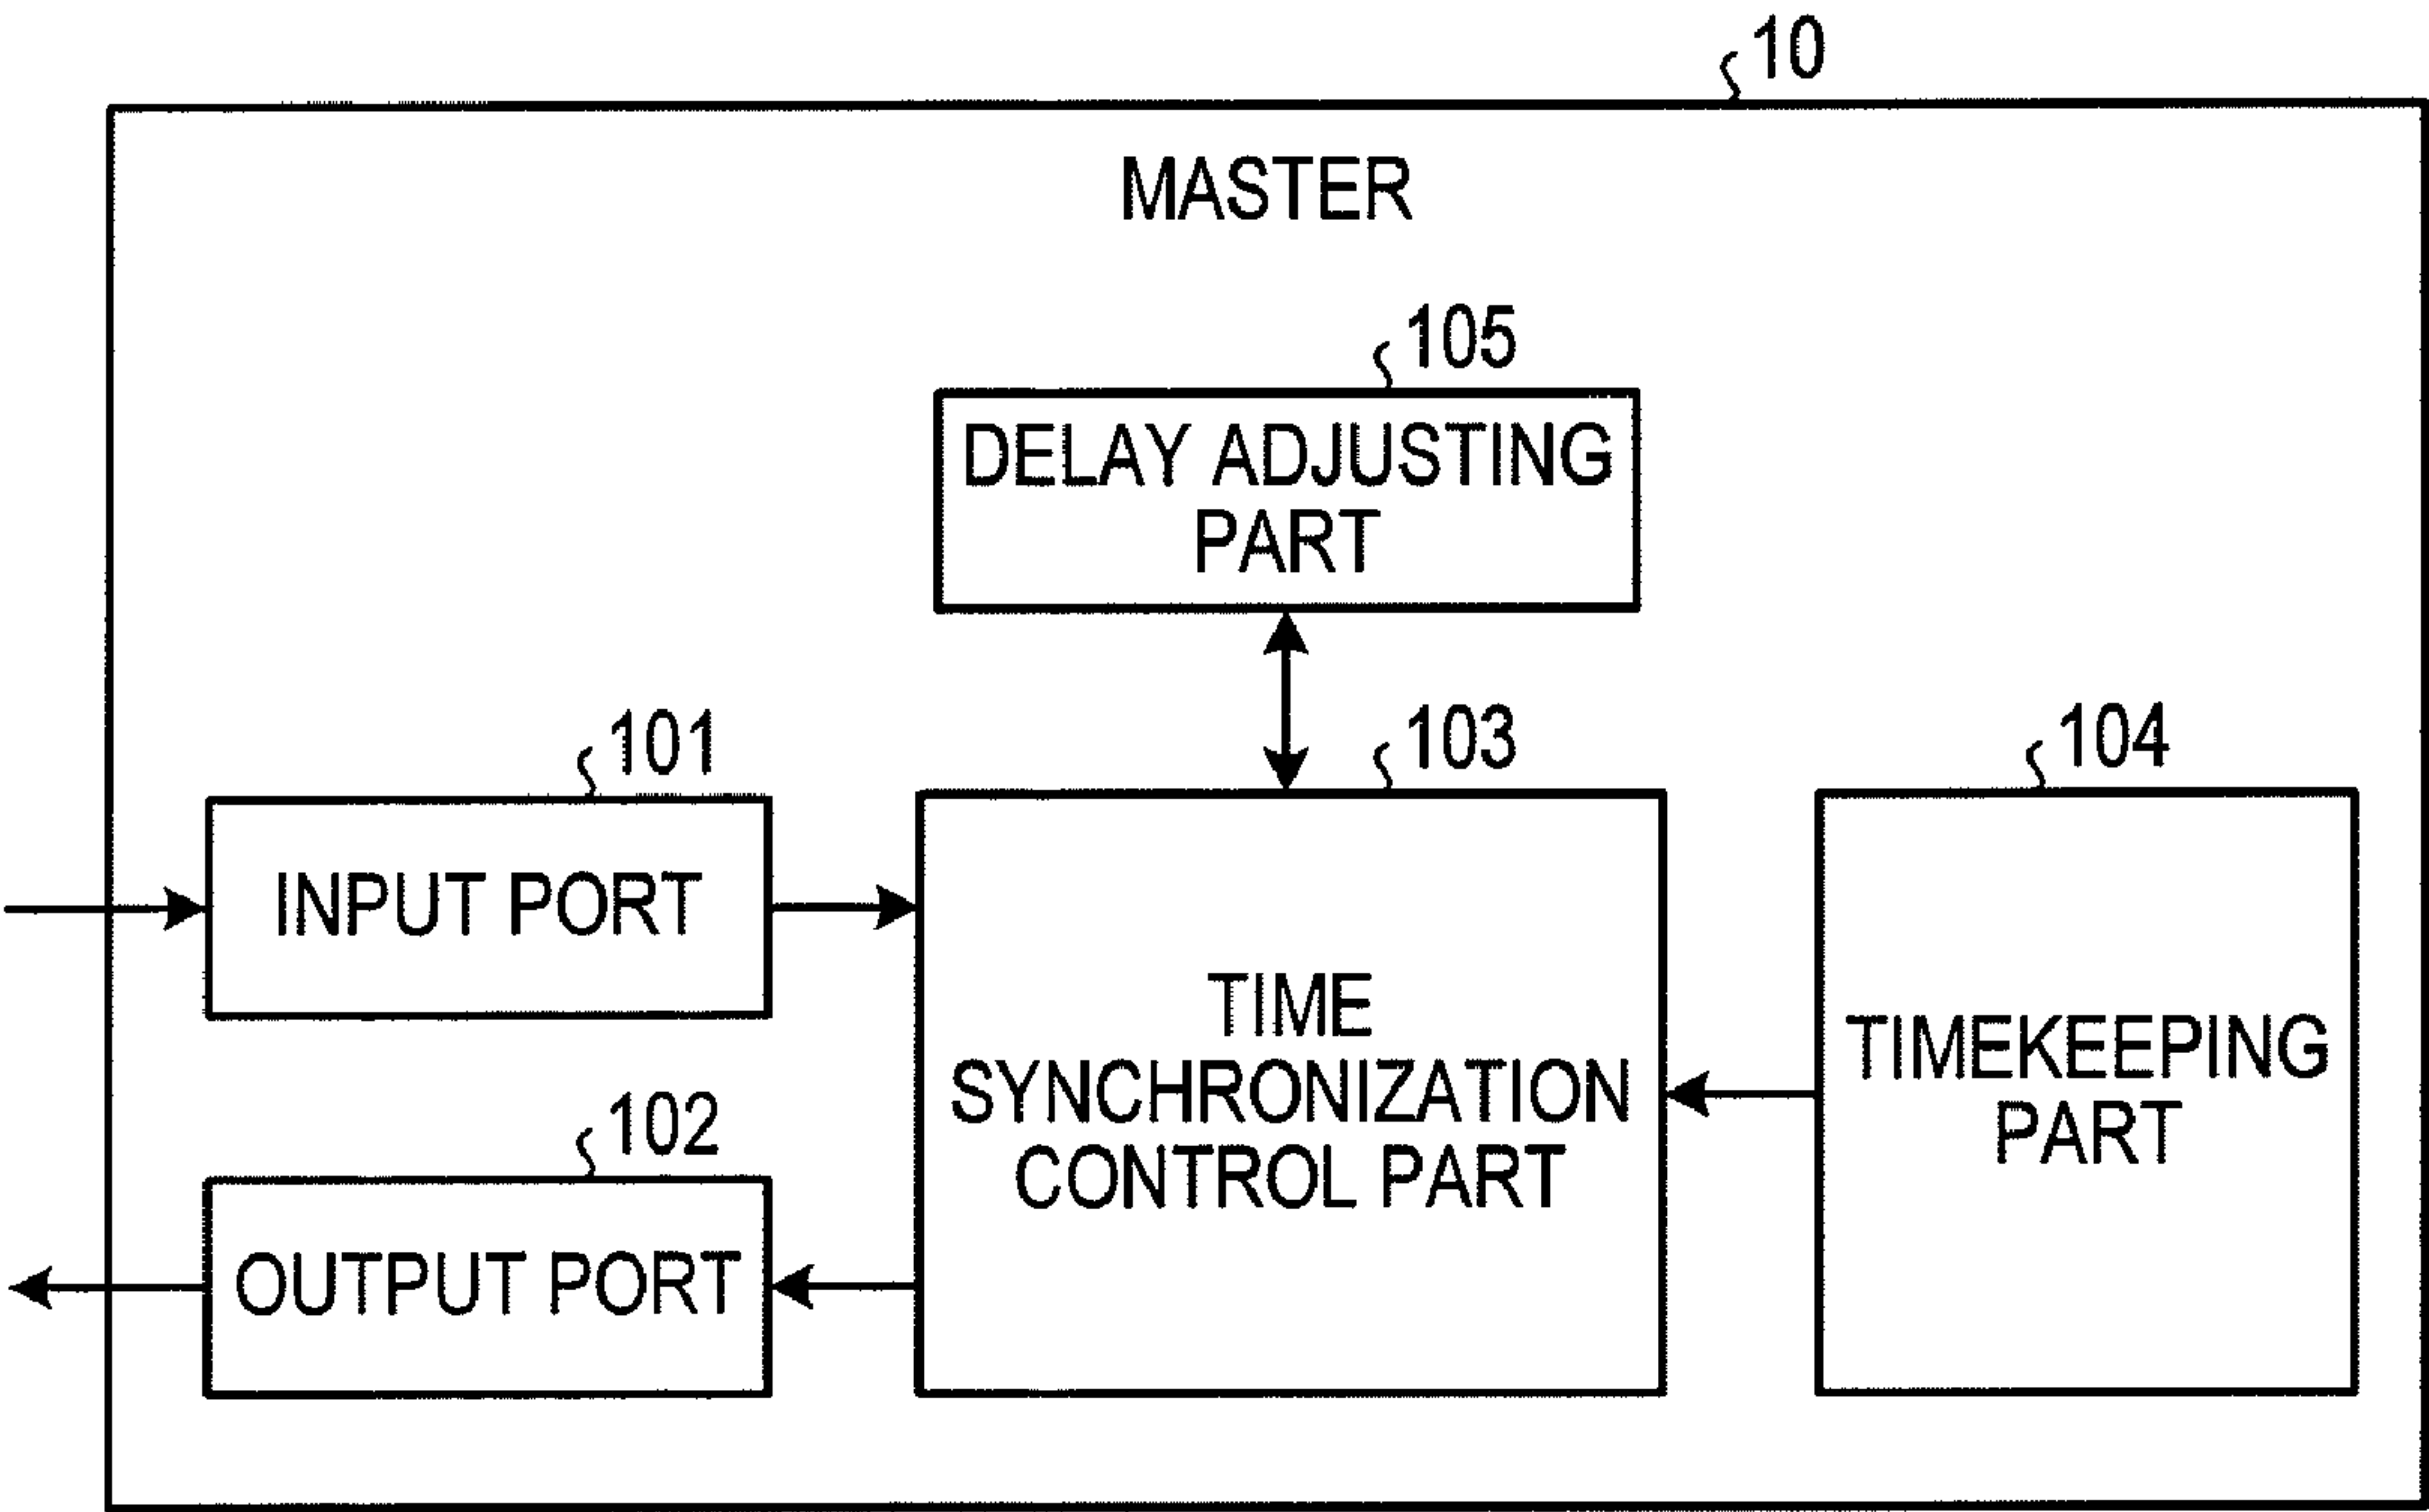 10
MASTER
105
DELAY ADJUSTING
PART
101
103
104
INPUT PORT
TIME
SYNCHRONIZATION
CONTROL PART
TIMEKEEPING
PART
102
OUTPUT PORT